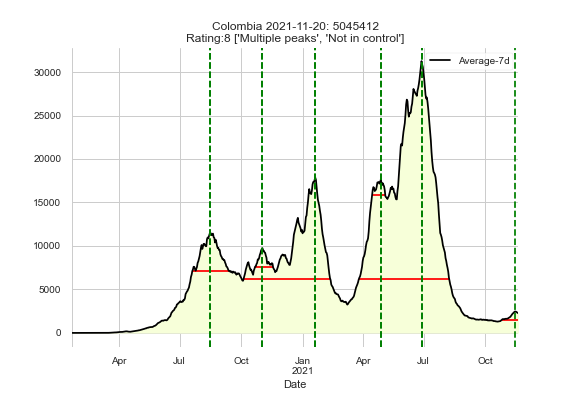 Colombia 2021-11-20: 5045412
Rating:8 ['Multiple peaks', 'Not in control']
Average-7d
30000
25000
20000
15000
10000
5000
0
Apr Jul Oct Jan Apr Jul Oct
2021
Date